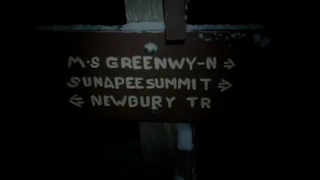 M·S GREENWY-N ⇒
SUNAPEE SUMMIT ⇒
⇐ NEWBURY TR